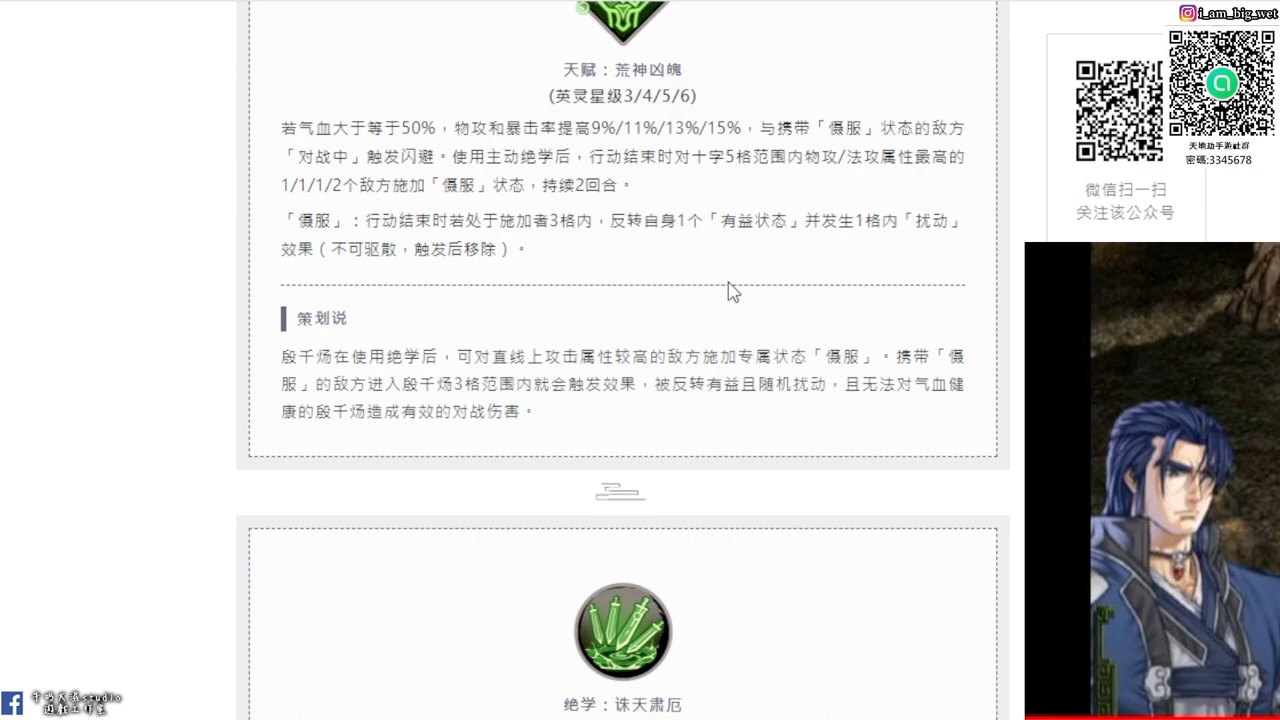 i_am_big_wet
天赋：荒神凶魄
(英灵星级3/4/5/6)
若气血大于等于50%，物攻和暴击率提高9%/11%/13%/15%，与携带「慑服」状态的敌方
「对战中」触发闪避。使用主动绝学后，行动结束时对十字5格范围内物攻/法攻属性最高的
1/1/1/2个敌方施加「慑服」状态，持续2回合。
「慑服」：行动结束时若处于施加者3格内，反转自身1个「有益状态」并发生1格内「扰动」
效果（不可驱散，触发后移除）。
策划说
殷千炀在使用绝学后，可对直线上攻击属性较高的敌方施加专属状态「慑服」。携带「慑
服」的敌方进入殷千炀3格范围内就会触发效果，被反转有益且随机扰动，且无法对气血健
康的殷千炀造成有效的对战伤害。
绝学：诛天肃厄
天地劫手游社群
密碼:3345678
微信扫一扫
关注该公众号
studio
遊戲工作室